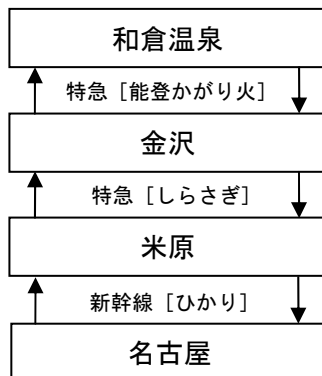 和倉温泉
特急［能登かがり火］
金沢
特急［しらさぎ］
米原
新幹線［ひかり］
名古屋